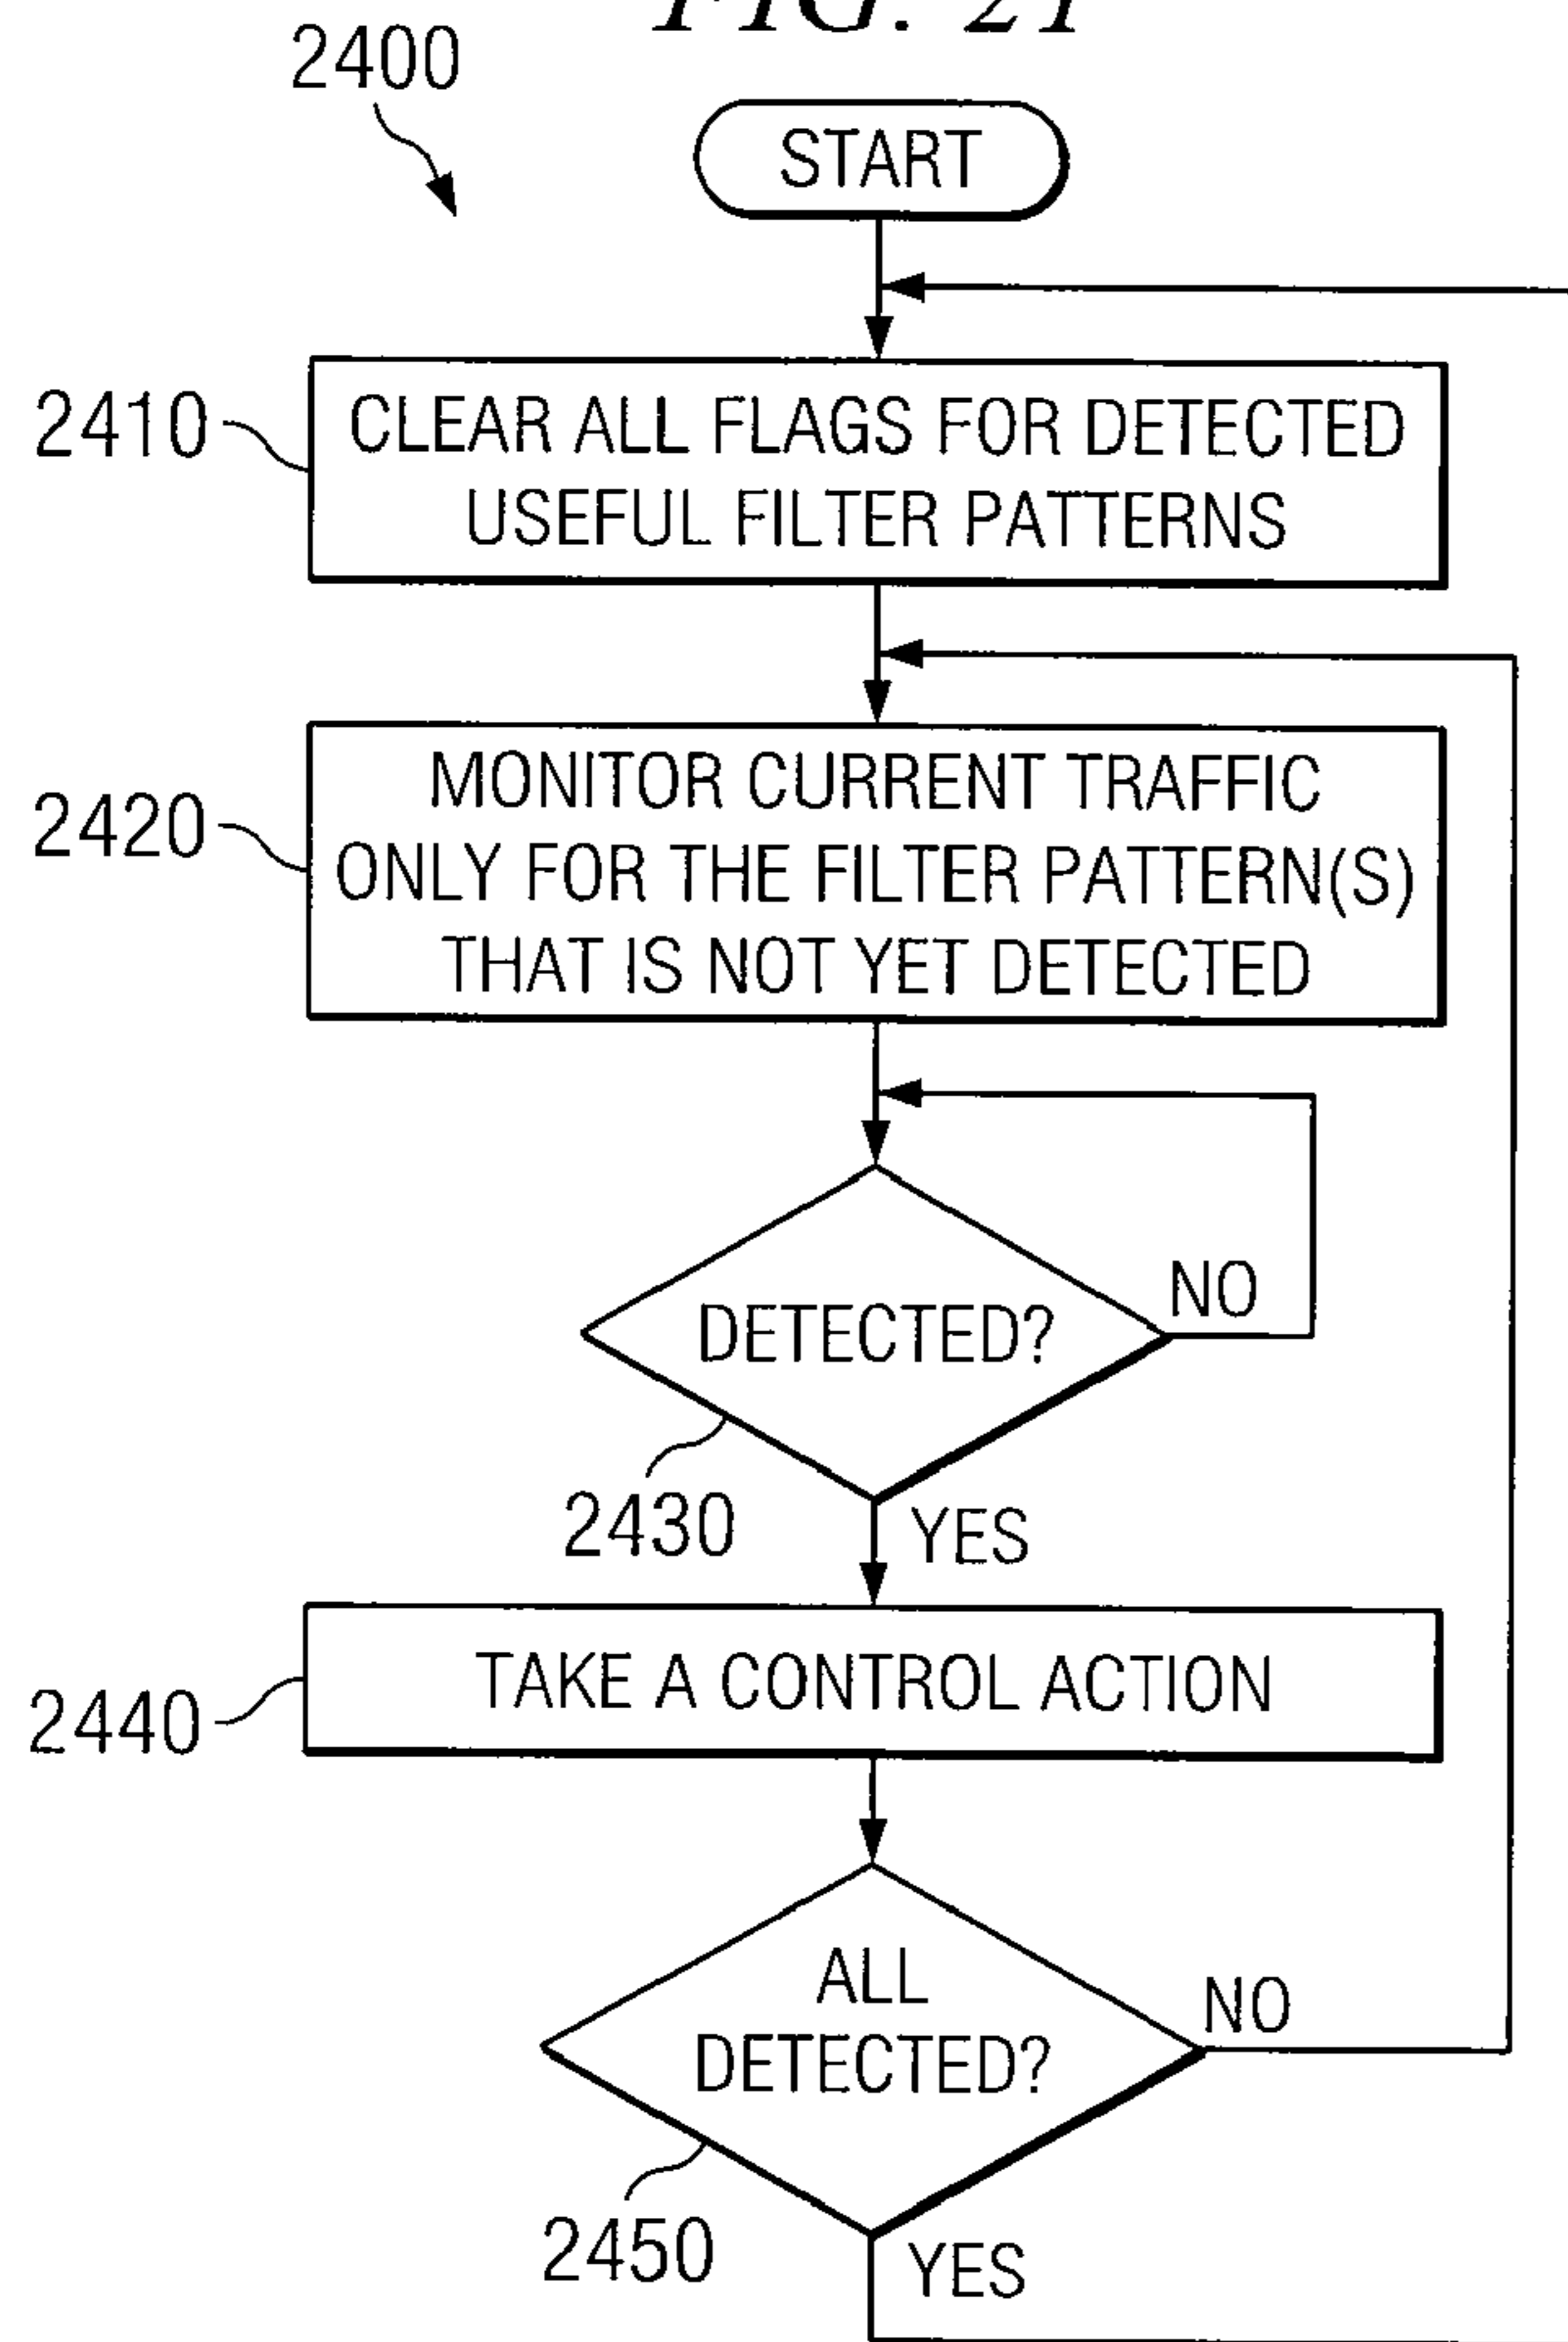 FIG. 21
2400
START
2410
CLEAR ALL FLAGS FOR DETECTED
USEFUL FILTER PATTERNS
2420
MONITOR CURRENT TRAFFIC
ONLY FOR THE FILTER PATTERN(S)
THAT IS NOT YET DETECTED
DETECTED?
NO
2430
YES
2440
TAKE A CONTROL ACTION
ALL
DETECTED?
NO
2450
YES